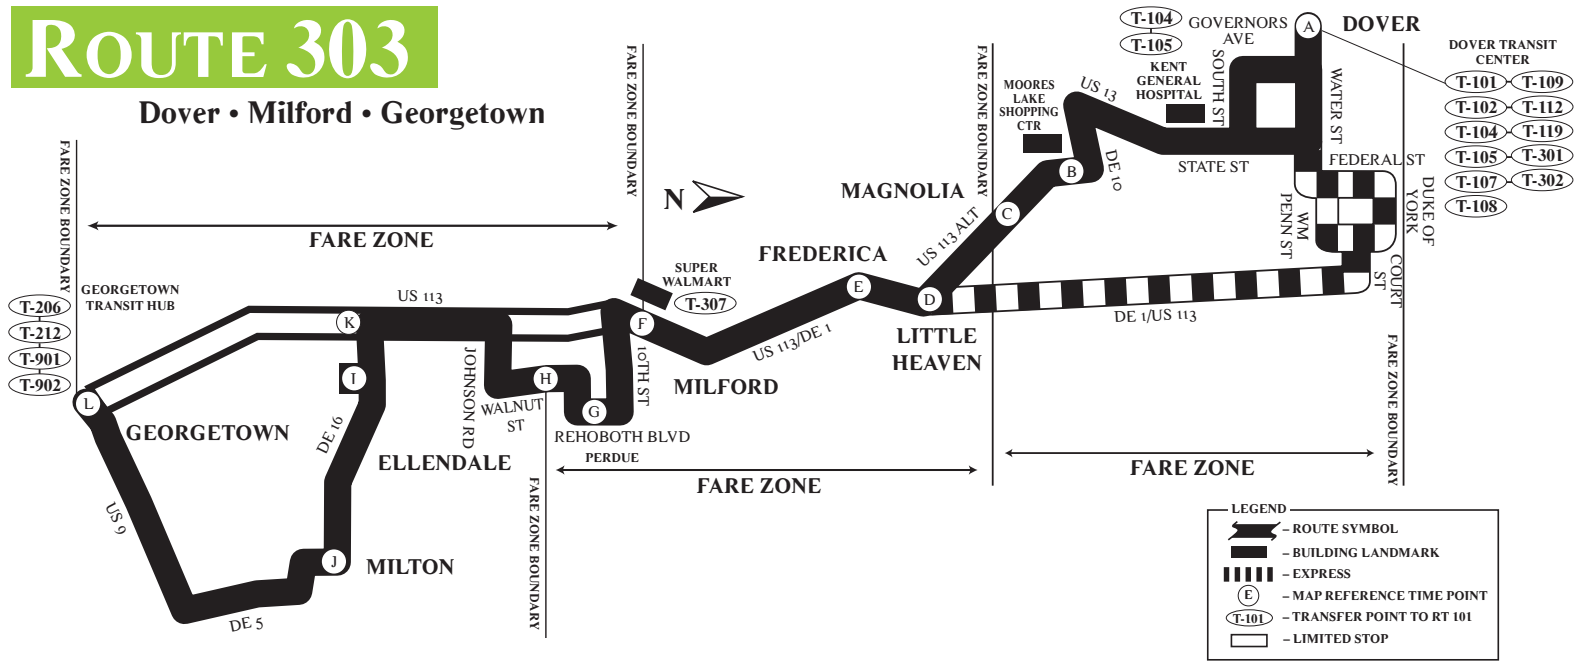 ROUTE 303
Dover • Milford • Georgetown
FARE ZONE BOUNDARY
FARE ZONE
GEORGETOWN
TRANSIT HUB
T-206
T-212
T-901
T-902
L
GEORGETOWN
US 9
DE 5
J
MILTON
DE 16
I
K
US 113
ELLENDALE
JOHNSON RD
WALNUT
ST
H
G
REHOBOTH BLVD
PERDUE
10TH ST
F
FARE ZONE BOUNDARY
FARE ZONE BOUNDARY
N
SUPER
WALMART
T-307
MILFORD
US 113/DE 1
FREDERICA
E
D
LITTLE
HEAVEN
FARE ZONE
MAGNOLIA
US 113 ALT
C
B
DE 10
FARE ZONE BOUNDARY
MOORES
LAKE
SHOPPING
CTR
US 13
T-104
T-105
KENT
GENERAL
HOSPITAL
GOVERNORS
AVE
SOUTH ST
STATE ST
A
DOVER
WATER ST
FEDERAL ST
WM
PENN ST
DUKE OF
YORK
COURT
ST
DE 1/US 113
FARE ZONE
FARE ZONE BOUNDARY
DOVER TRANSIT
CENTER
T-101 T-109
T-102 T-112
T-104 T-119
T-105 T-301
T-107 T-302
T-108
LEGEND
– ROUTE SYMBOL
– BUILDING LANDMARK
– EXPRESS
E – MAP REFERENCE TIME POINT
T-101 – TRANSFER POINT TO RT 101
– LIMITED STOP